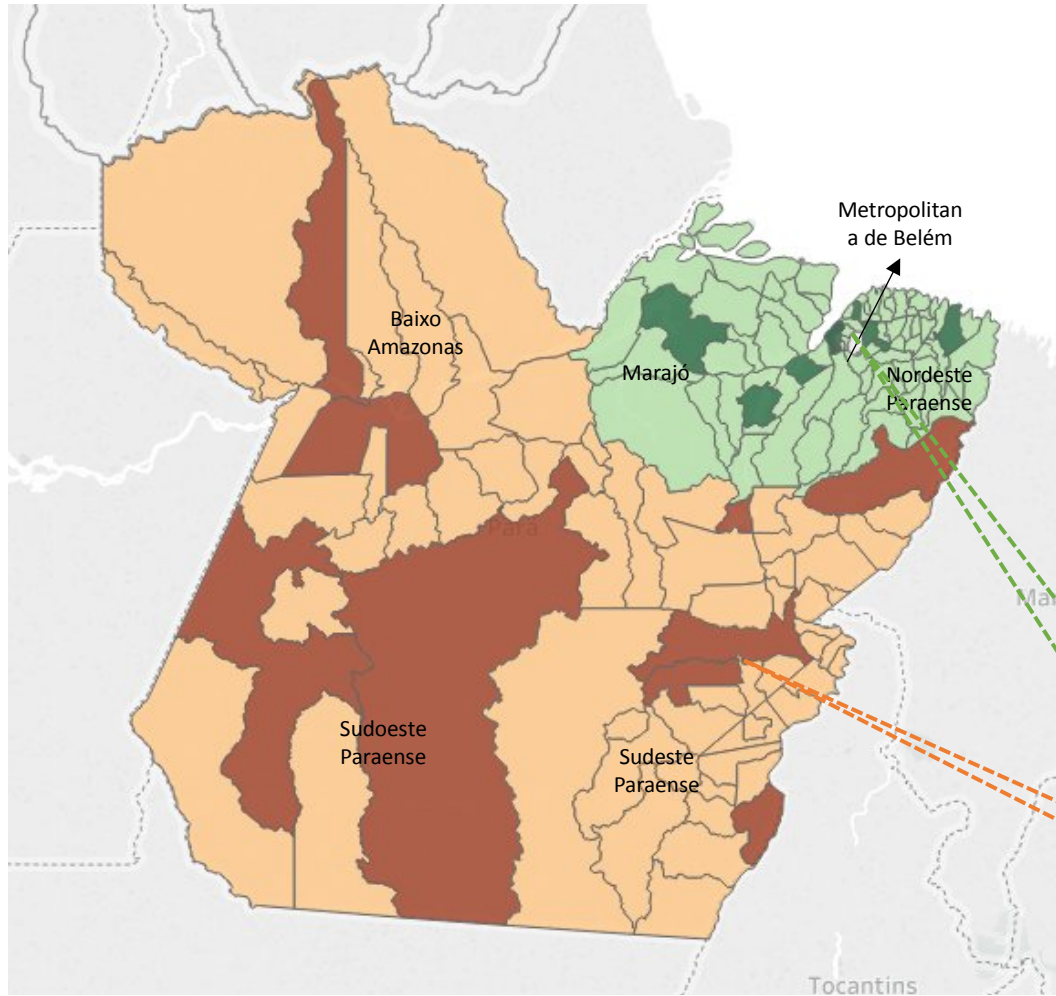 Metropolitan
a de Belém
Baixo
Amazonas
Marajó
Nordeste
Paraense
Pará
Sudoeste
Paraense
Sudeste
Paraense
Tocantins